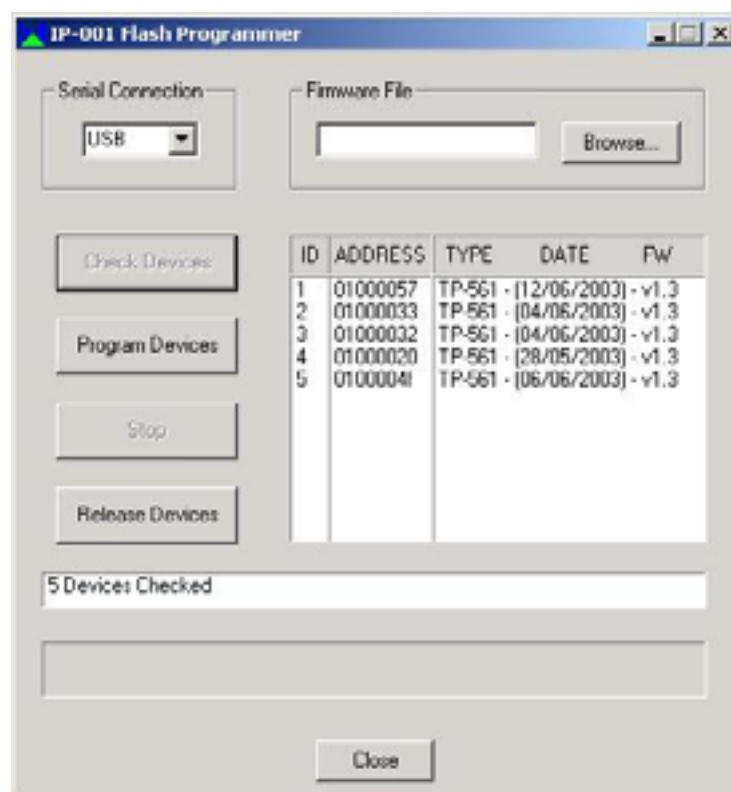 IP-001 Flash Programmer
Serial Connection
Firmware File
USB
Browse...
Check Devices
Program Devices
Stop
Release Devices
ID ADDRESS TYPE DATE FW
1 01000057 TP-561 - (12/06/2003) - v1.3
2 01000033 TP-561 - (04/06/2003) - v1.3
3 01000032 TP-561 - (04/06/2003) - v1.3
4 01000020 TP-561 - (28/05/2003) - v1.3
5 TP-561 - (06/06/2003) - v1.3
5 Devices Checked
Close